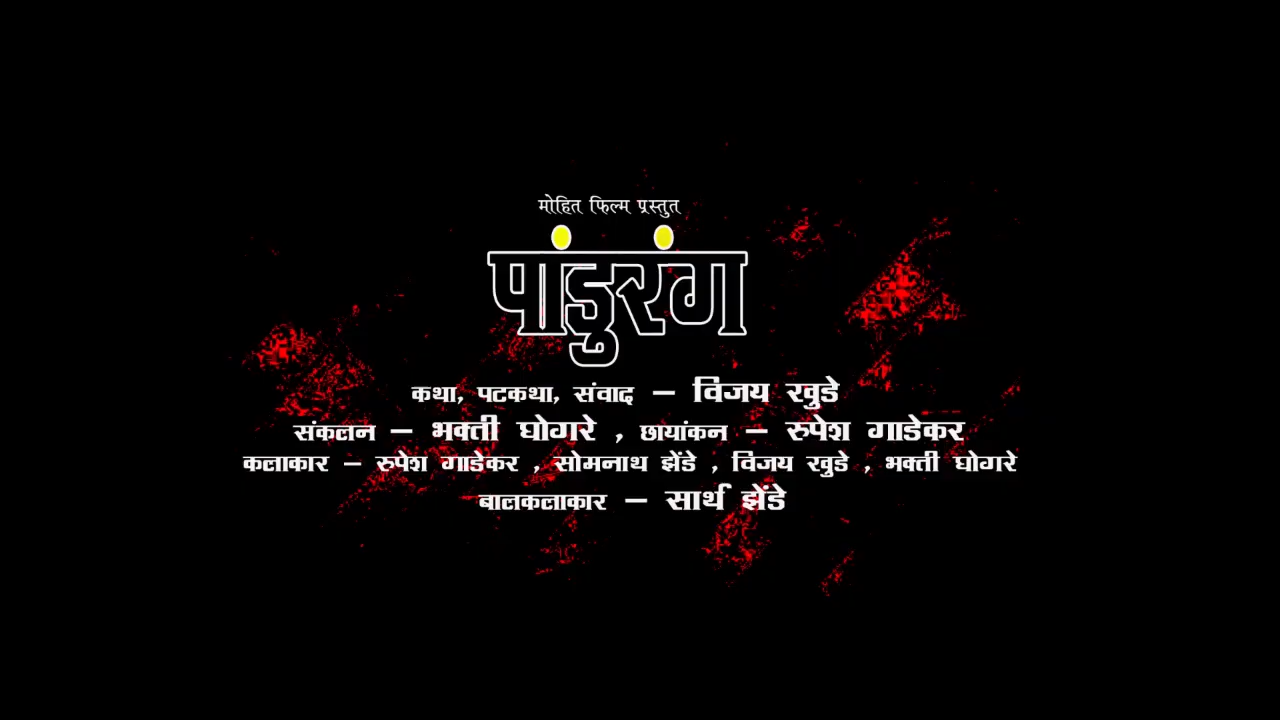 मोहित फिल्म प्रस्तुत
पांडुरंग
कथा, पटकथा, संवाद – विजय खुडे
संकलन – भक्ती घोगरे , छायांकन – रुपेश गाडेकर
कलाकार – रुपेश गाडेकर , सोमनाथ झेंडे , विजय खुडे , भक्ती घोगरे
बालकलाकार – सार्थ झेंडे